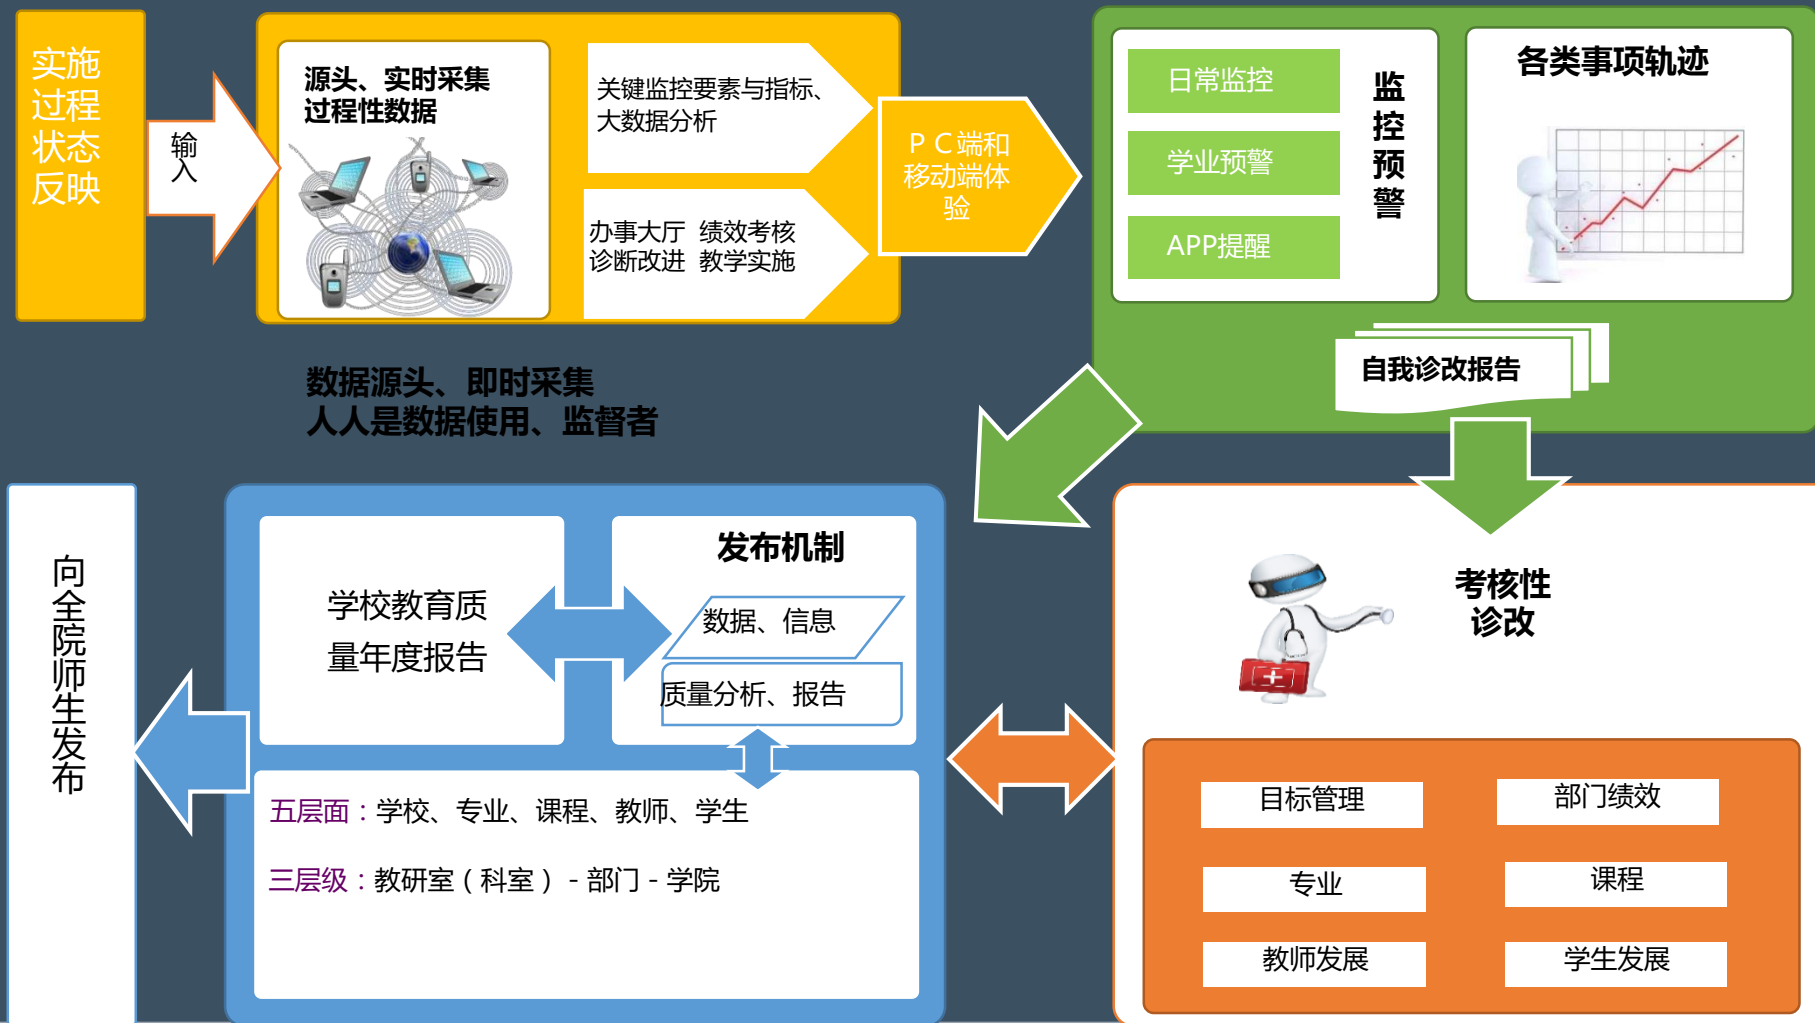 实施
过程
状态
反映
输
入
源头、实时采集
过程性数据
关键监控要素与指标、
大数据分析
办事大厅 绩效考核
诊断改进 教学实施
ＰＣ端和
移动端体
验
日常监控
学业预警
APP提醒
监
控
预
警
各类事项轨迹
自我诊改报告
数据源头、即时采集
人人是数据使用、监督者
向
全
院
师
生
发
布
学校教育质
量年度报告
发布机制
数据、信息
质量分析、报告
五层面：学校、专业、课程、教师、学生
三层级：教研室（科室）－部门－学院
考核性
诊改
目标管理
部门绩效
专业
课程
教师发展
学生发展